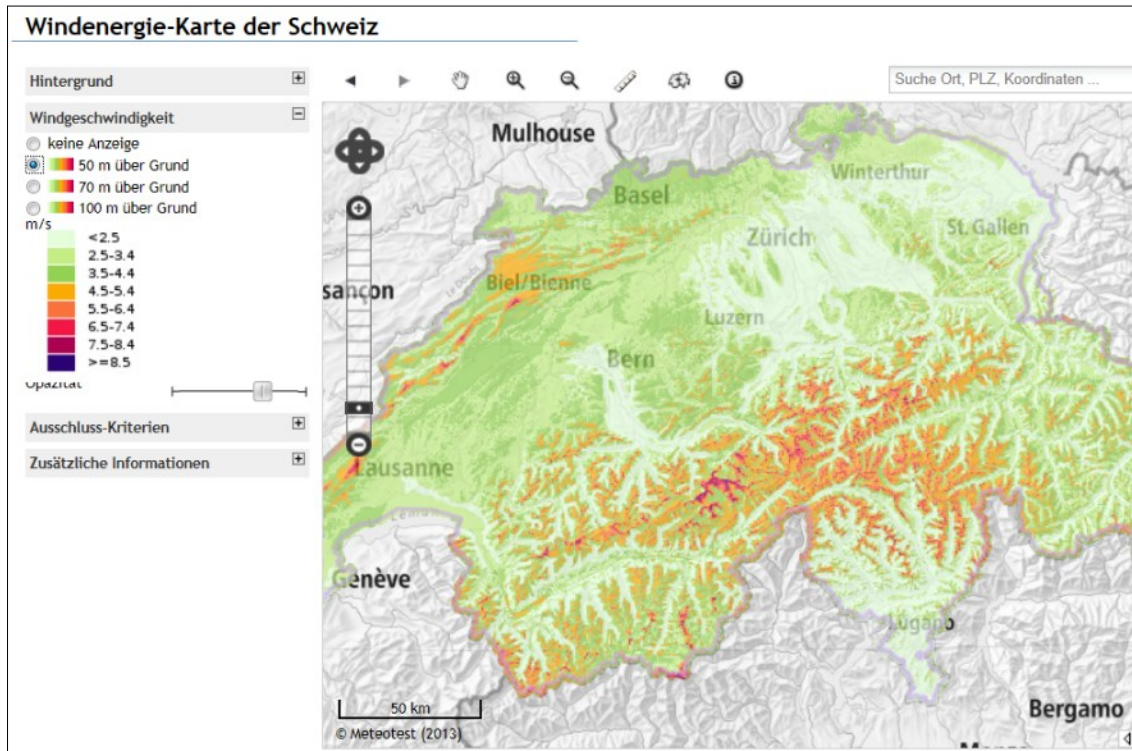 Windenergie-Karte der Schweiz
Hintergrund
Windgeschwindigkeit
keine Anzeige
50 m über Grund
70 m über Grund
100 m über Grund
m/s
<2.5
2.5-3.4
3.5-4.4
4.5-5.4
5.5-6.4
6.5-7.4
7.5-8.4
>=8.5
Opazität
Ausschluss-Kriterien
Zusätzliche Informationen
Suche Ort, PLZ, Koordinaten ...
Mulhouse
Winterthur
Basel
St. Gallen
Zürich
Biel/Bienne
sançon
Luzern
Bern
Lausanne
Genève
Lugano
50 km
Bergamo
© Meteotest (2013)